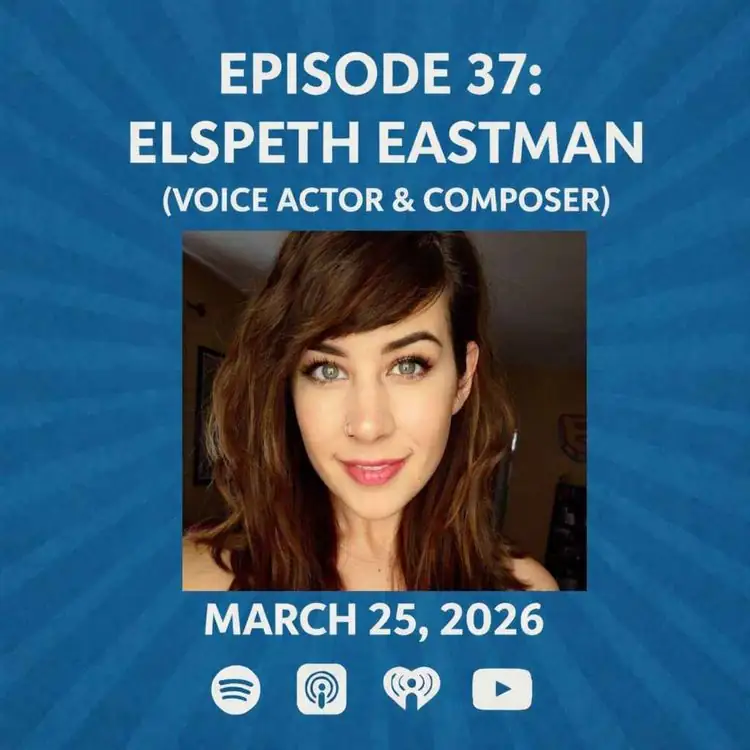 EPISODE 37:
ELSPETH EASTMAN
(VOICE ACTOR & COMPOSER)
MARCH 25, 2026